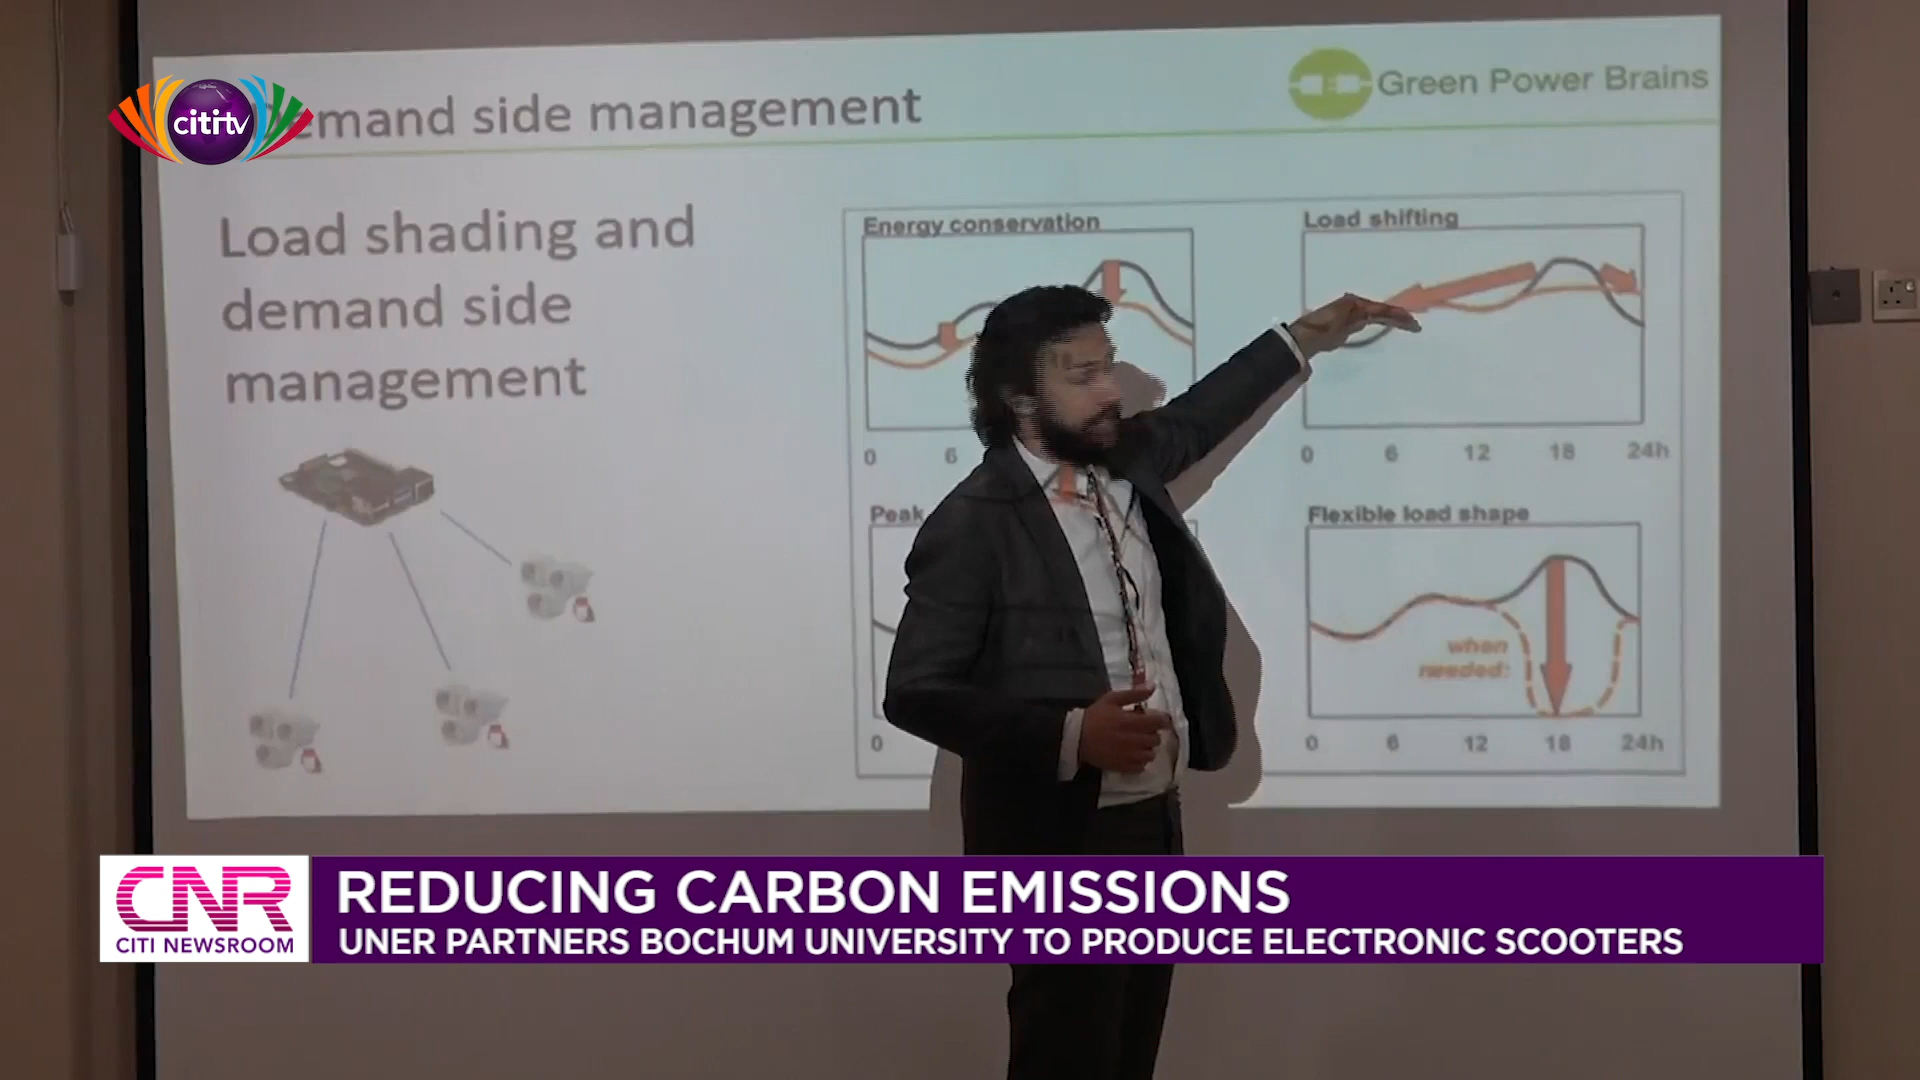 citi tv
emand side management
Green Power Brains
Load shading and
demand side
management
Energy conservation
0 6
Load shifting
0 6 12 18 24h
Peak
0
Flexible load shape
when
needed:
0 6 12 18 24h
CNR
CITI NEWSROOM
REDUCING CARBON EMISSIONS
UNER PARTNERS BOCHUM UNIVERSITY TO PRODUCE ELECTRONIC SCOOTERS